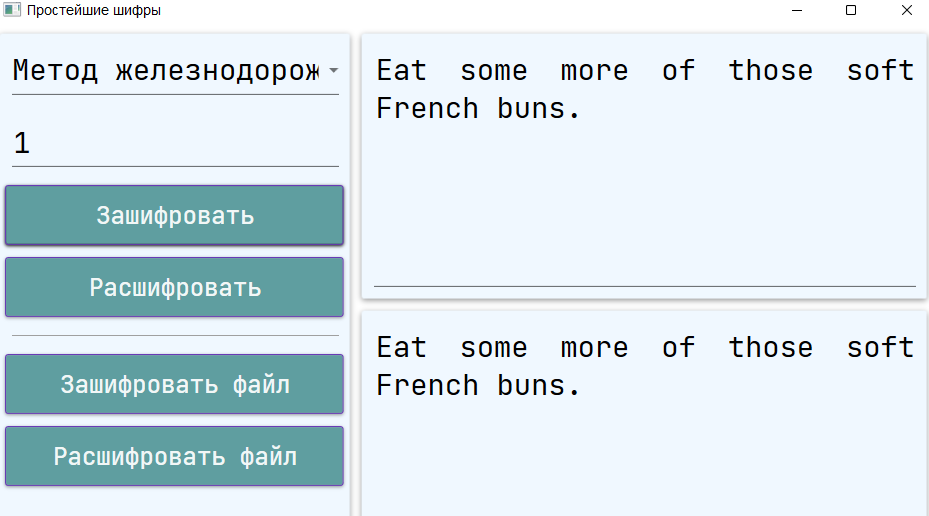 Простейшие шифры
Метод железнодорож
1
Зашифровать
Расшифровать
Зашифровать файл
Расшифровать файл
Eat some more of those soft
French buns.
Eat some more of those soft
French buns.